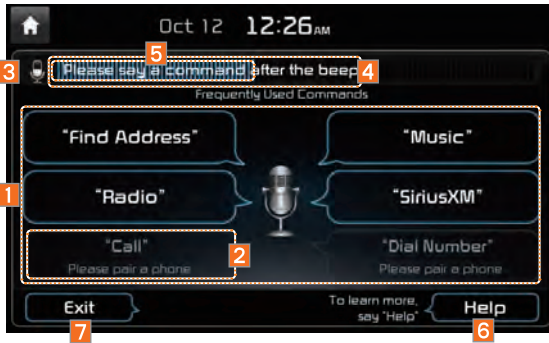 Oct 12 12:26AM
5
3 Please say a command after the beep 4
Frequently Used Commands
"Find Address" "Music"
1 "Radio" "SiriusXM"
"Call" 2 "Dial Number"
Please pair a phone Please pair a phone
Exit To learn more, say "Help" Help
7 6